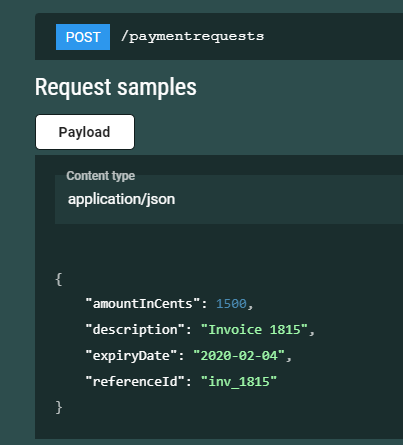 POST /paymentrequests
Request samples
Payload
Content type
application/json
{
"amountInCents": 1500,
"description": "Invoice 1815",
"expiryDate": "2020-02-04",
"referenceId": "inv_1815"
}